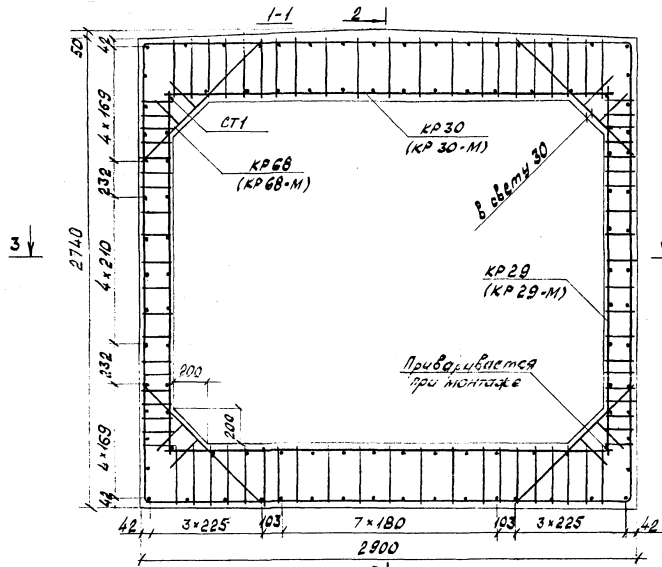 1-1
2
50
42
4×169
232
4×210
232
4×169
42
2740
3
СТ1
КР68
(КР68-М)
КР30
(КР30-М)
в свету 30
КР29
(КР29-М)
Приваривается
при монтаже
200
200
42
3×225
103
7×180
103
3×225
42
2900